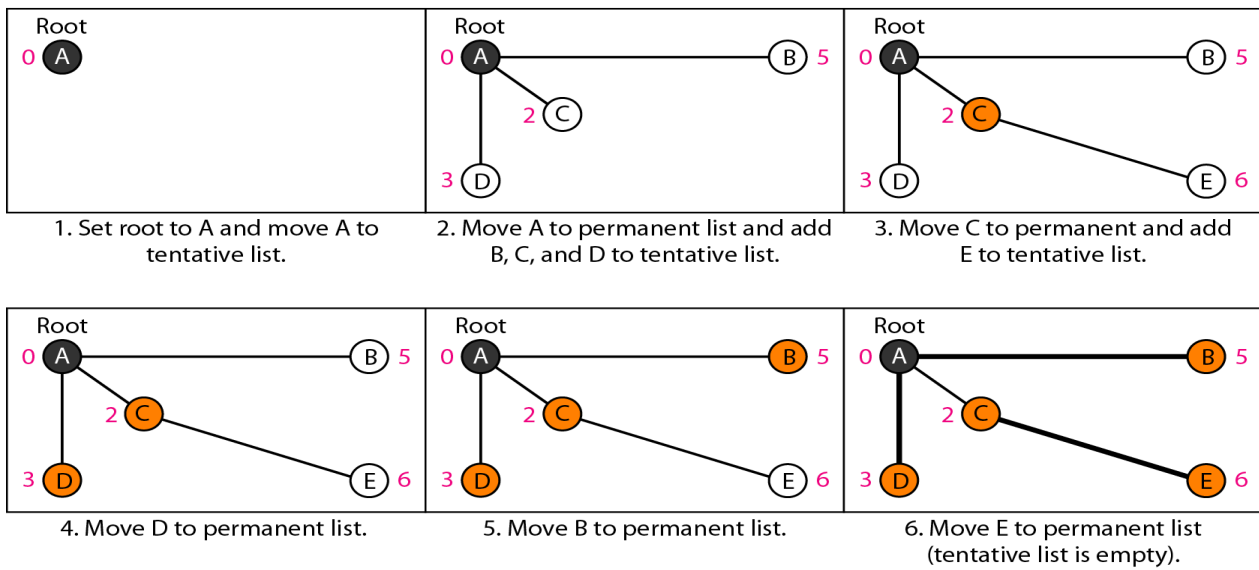 Root
0 A
1. Set root to A and move A to
tentative list.
Root
0 A B 5
2 C
3 D
2. Move A to permanent list and add
B, C, and D to tentative list.
Root
0 A B 5
2 C
3 D E 6
3. Move C to permanent and add
E to tentative list.
Root
0 A B 5
2 C
3 D E 6
4. Move D to permanent list.
Root
0 A B 5
2 C
3 D E 6
5. Move B to permanent list.
Root
0 A B 5
2 C
3 D E 6
6. Move E to permanent list
(tentative list is empty).